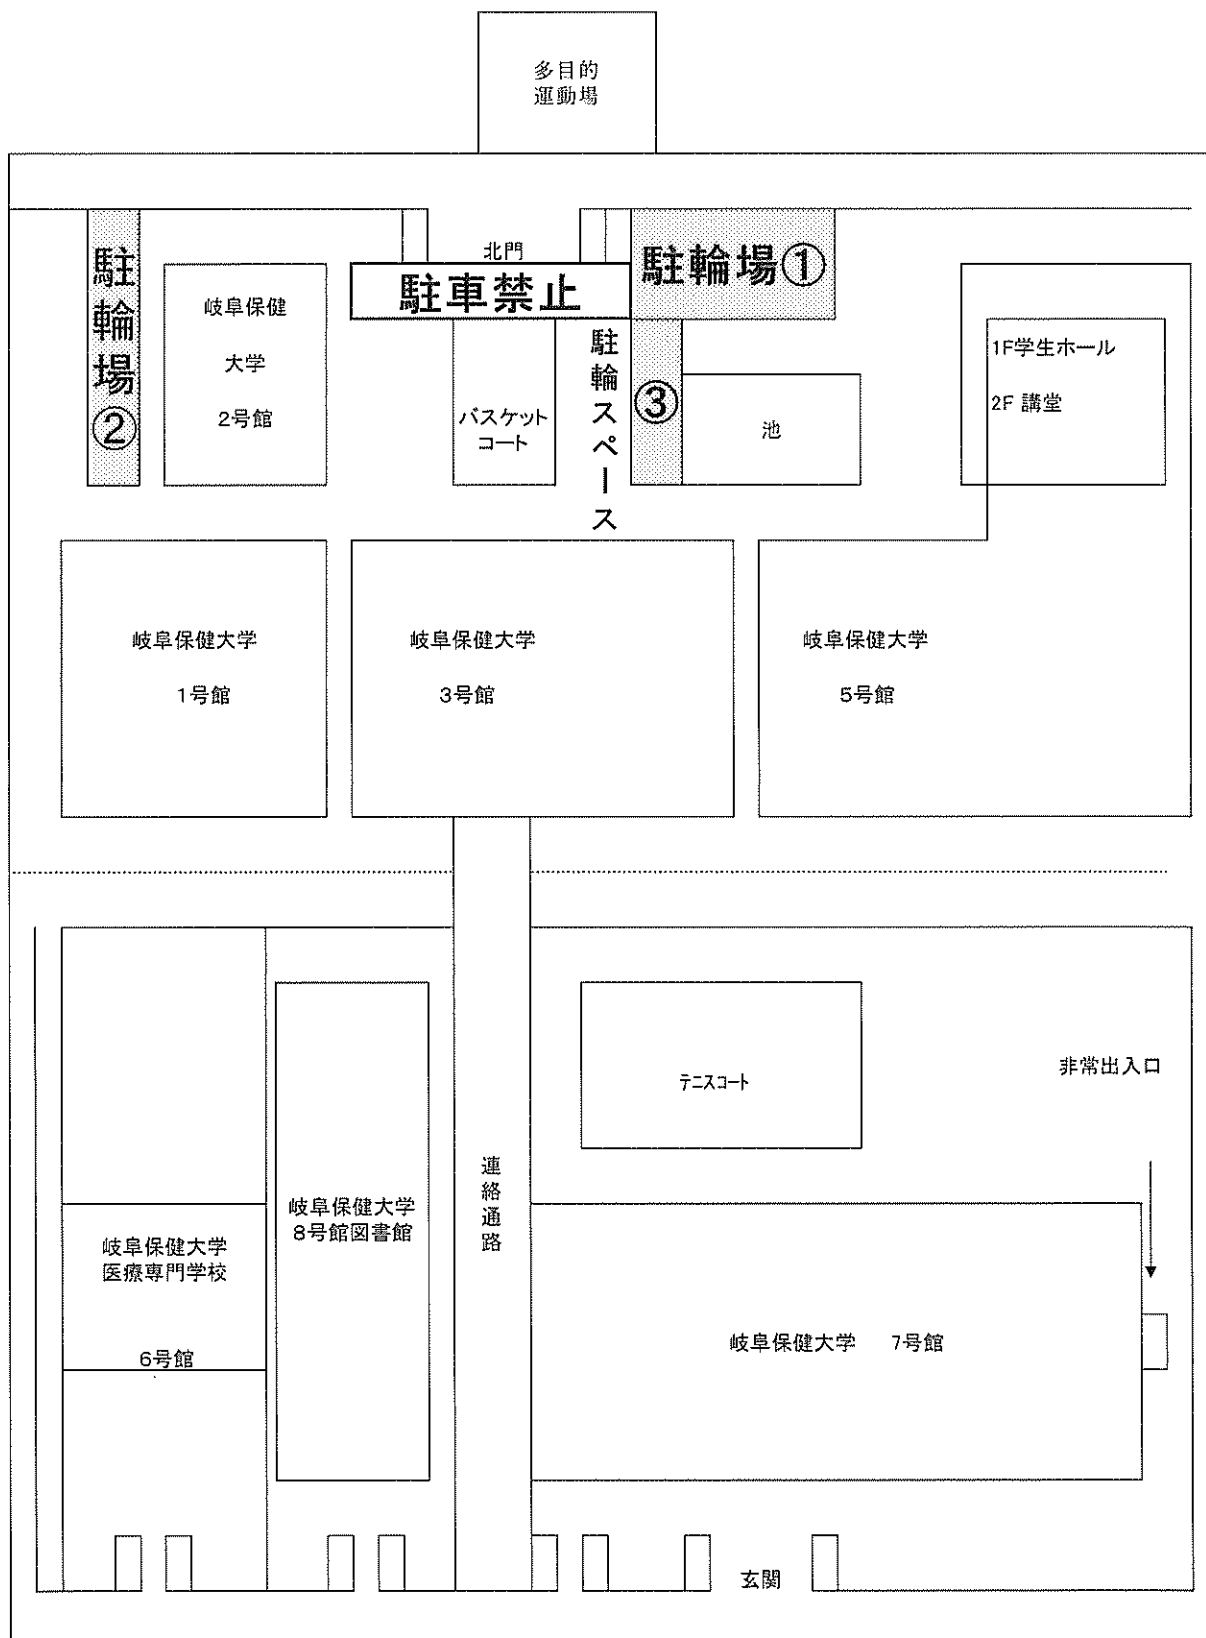 多目的
運動場
北門
駐輪場①
駐車禁止
駐輪場②
岐阜保健
大学
2号館
バスケット
コート
駐輪スペース
③
池
1F学生ホール
2F 講堂
岐阜保健大学
1号館
岐阜保健大学
3号館
岐阜保健大学
5号館
テニスコート
非常出入口
連絡通路
岐阜保健大学
8号館図書館
岐阜保健大学
医療専門学校
6号館
岐阜保健大学 7号館
玄関